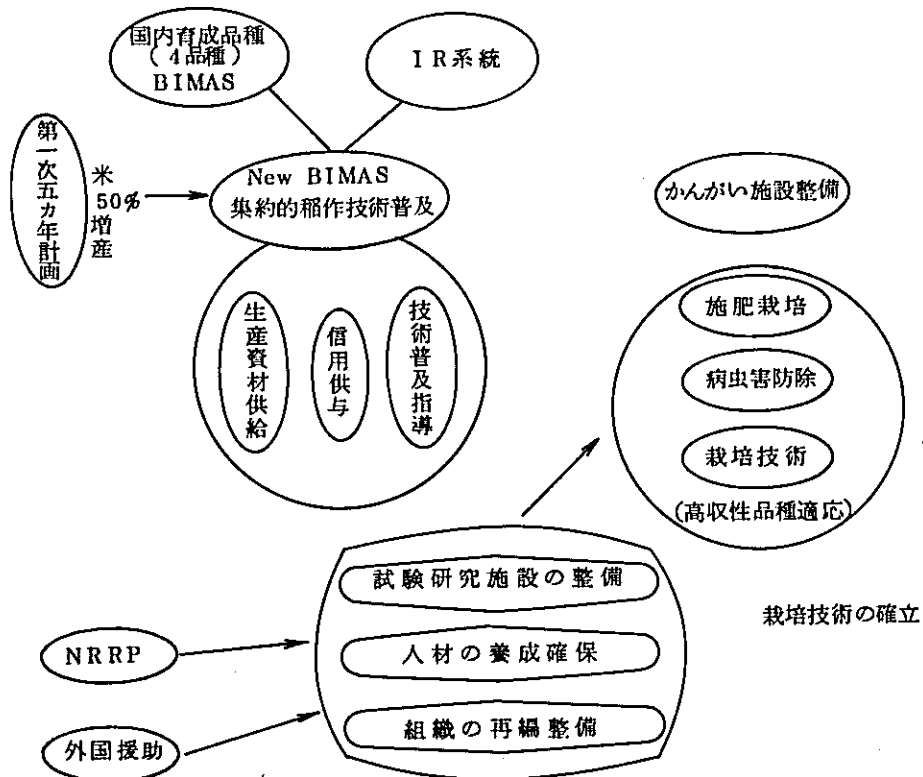 国内育成品種
(4品種)
BIMAS
IR系統
第一次五ヵ年計画
米
50%
増産
New BIMAS
集約的稲作技術普及
生産資材供給
信用供与
技術普及指導
かんがい施設整備
施肥栽培
病虫害防除
栽培技術
(高収性品種適応)
試験研究施設の整備
人材の養成確保
組織の再編整備
栽培技術の確立
NRRP
外国援助